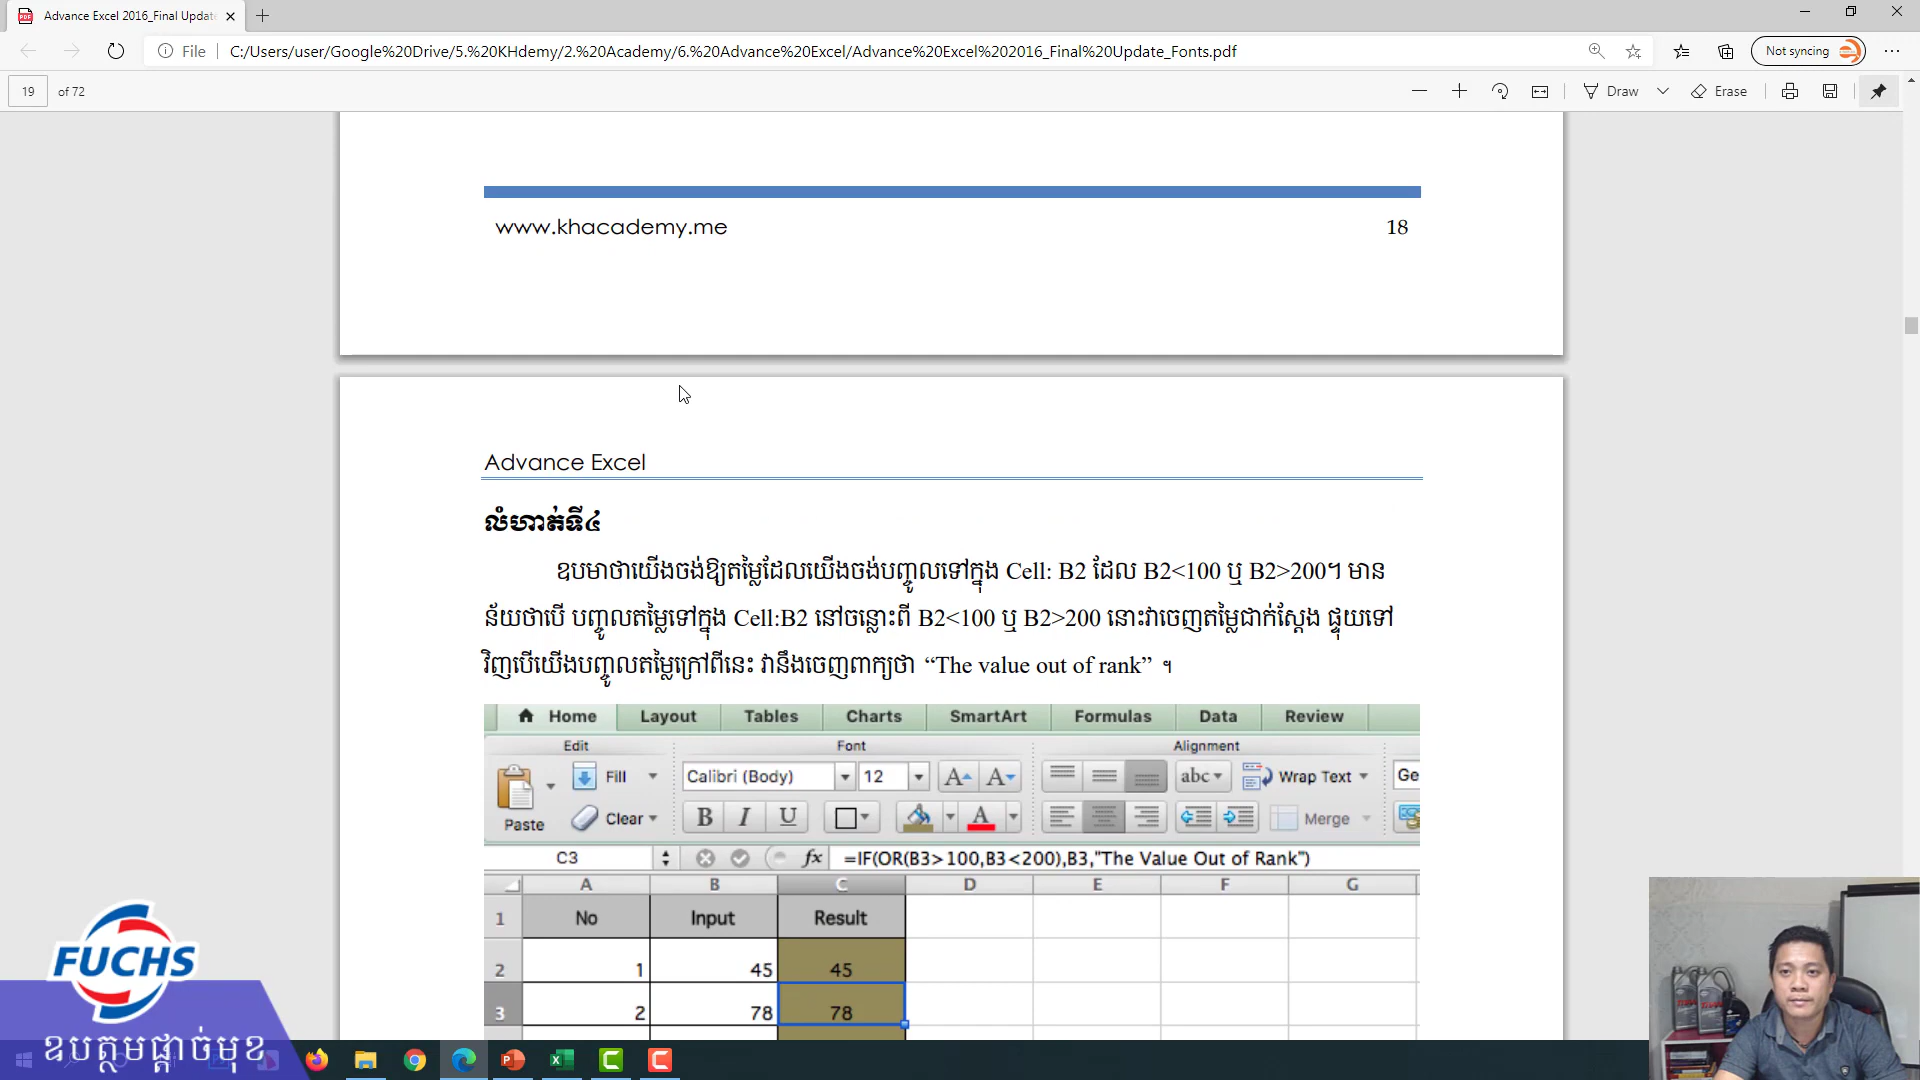 Advance Excel 2016_Final Updat
File
C:/Users/user/Google%20Drive/5.%20KHdemy/2.%20Academy/6.%20Advance%20Excel/Advance%20Excel%202016_Final%20Update_Fonts.pdf
Not syncing
19 of 72
Draw
Erase
www.khacademy.me
18
Advance Excel
លំហាត់ទី៤
ឧបមាថាយើងចង់ឱ្យតម្លៃដែលយើងចង់បញ្ចូលទៅក្នុង Cell: B2 ដែល B2<100 ឬ B2>200។ មាន
ន័យថាបើ បញ្ចូលតម្លៃទៅក្នុង Cell:B2 នៅចន្លោះពី B2<100 ឬ B2>200 នោះវាចេញតម្លៃជាក់ស្តែង ផ្ទុយទៅ
វិញបើយើងបញ្ចូលតម្លៃក្រៅពីនេះ វានឹងចេញពាក្យថា “The value out of rank” ។
Home Layout Tables Charts SmartArt Formulas Data Review
Edit Font Alignment
Fill Calibri (Body) 12 A A abc Wrap Text Ge
Paste Clear B I U A Merge
C3 fx =IF(OR(B3>100,B3<200),B3,"The Value Out of Rank")
A B C D E F G
1 No Input Result
2 1 45 45
3 2 78 78
FUCHS
ឧបត្ថមផ្តាច់មុខ